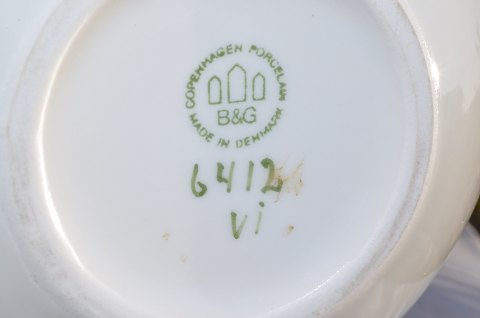 COPENHAGEN PORCELAIN
B&G
MADE IN DENMARK
6412
Vi